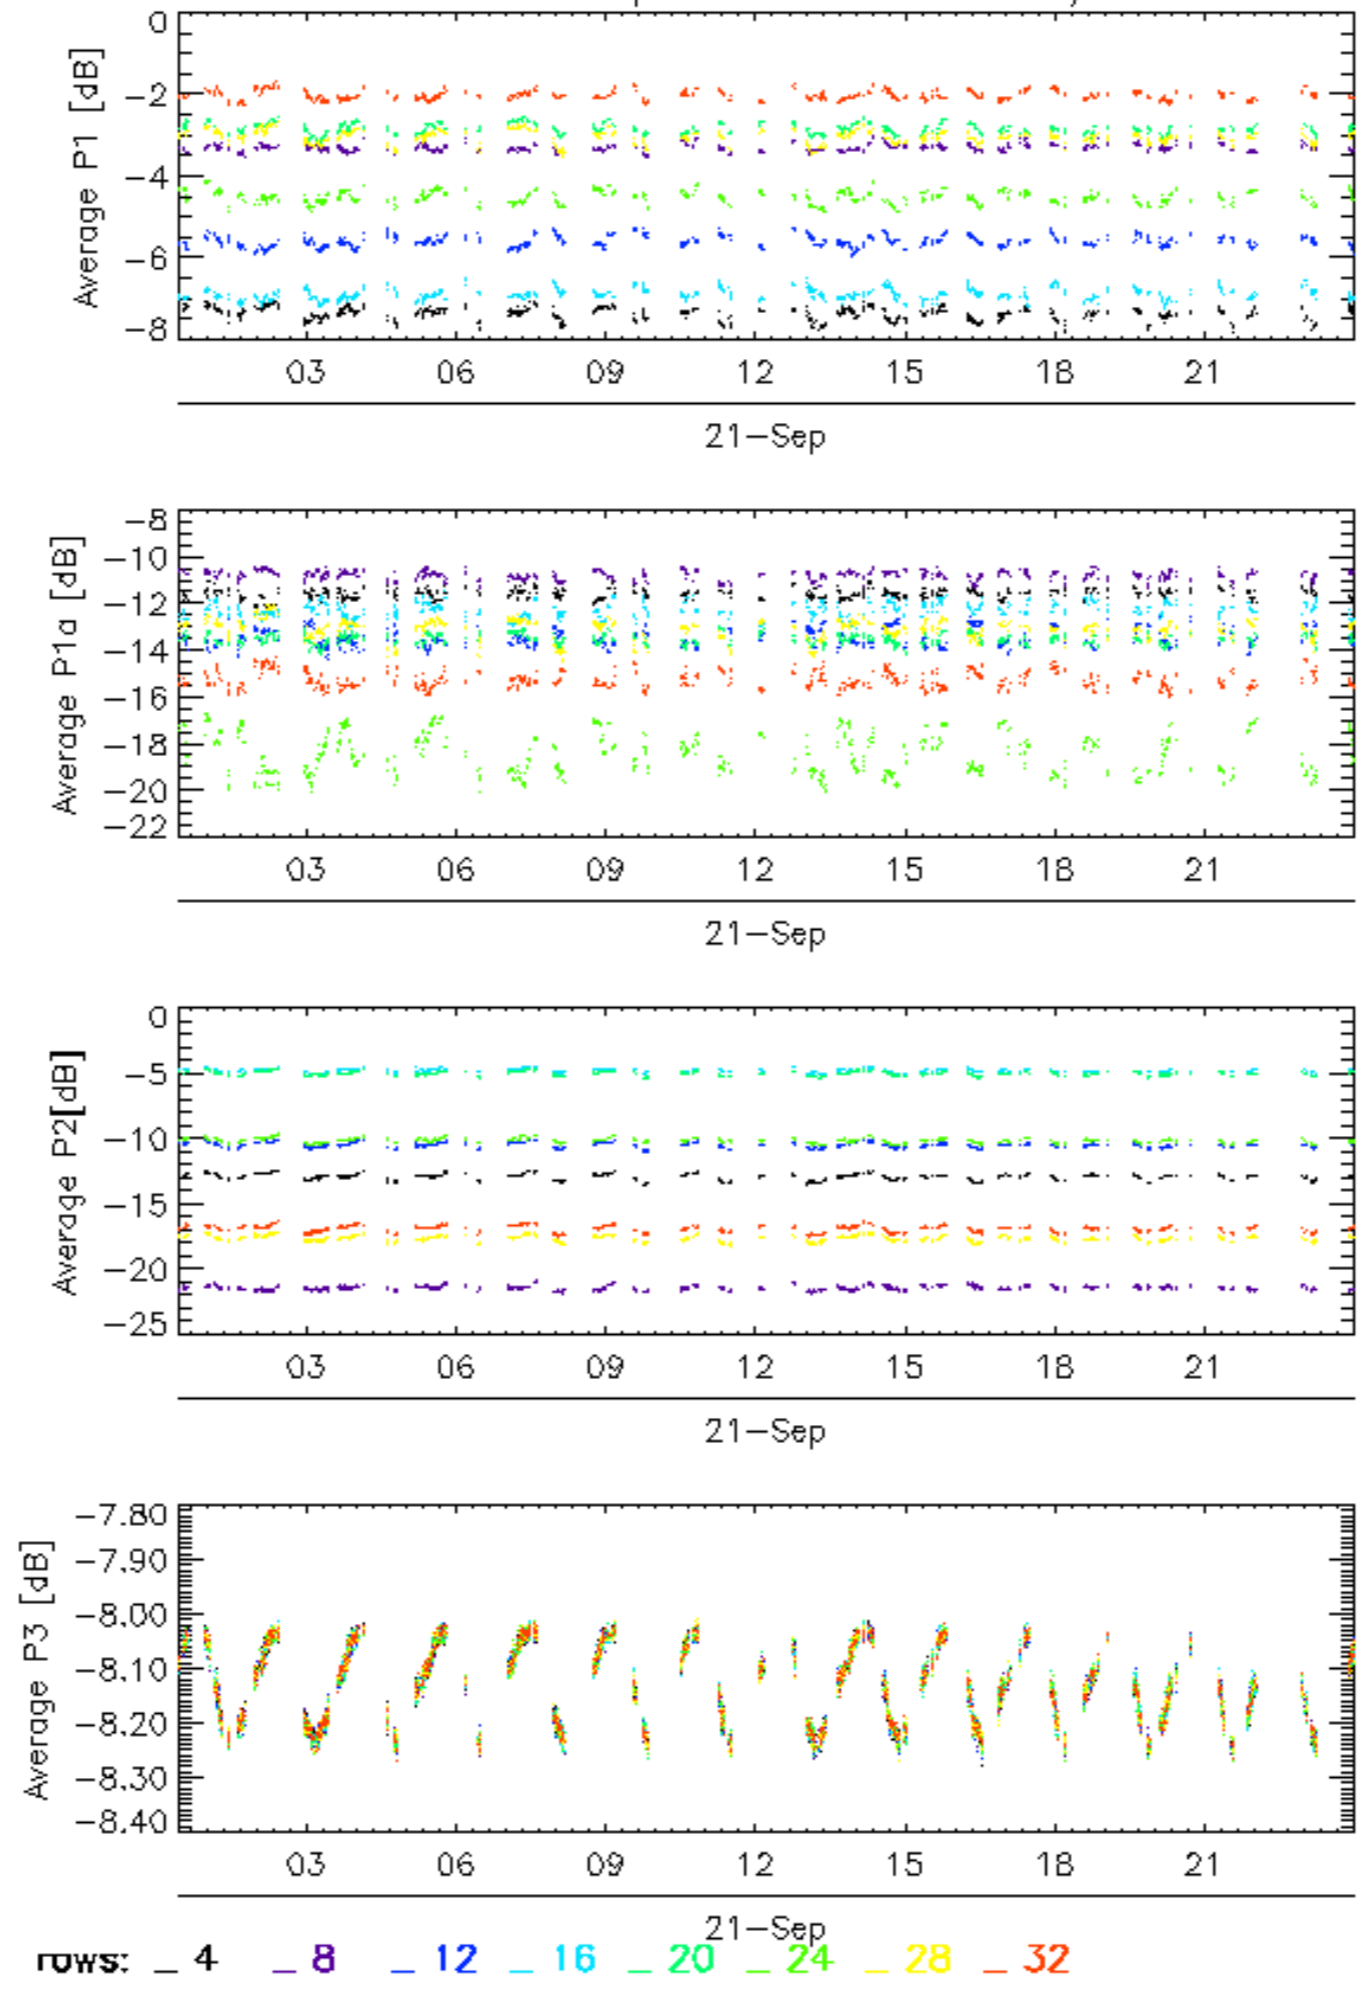 0
-2
-4
-6
-8
Average P1 [dB]
03 06 09 12 15 18 21
21-Sep
-8
-10
-12
-14
-16
-18
-20
-22
Average P1a [dB]
03 06 09 12 15 18 21
21-Sep
0
-5
-10
-15
-20
-25
Average P2[dB]
03 06 09 12 15 18 21
21-Sep
-7.80
-7.90
-8.00
-8.10
-8.20
-8.30
-8.40
Average P3 [dB]
03 06 09 12 15 18 21
21-Sep
rows: _ 4 _ 8 _ 12 _ 16 _ 20 _ 24 _ 28 _ 32